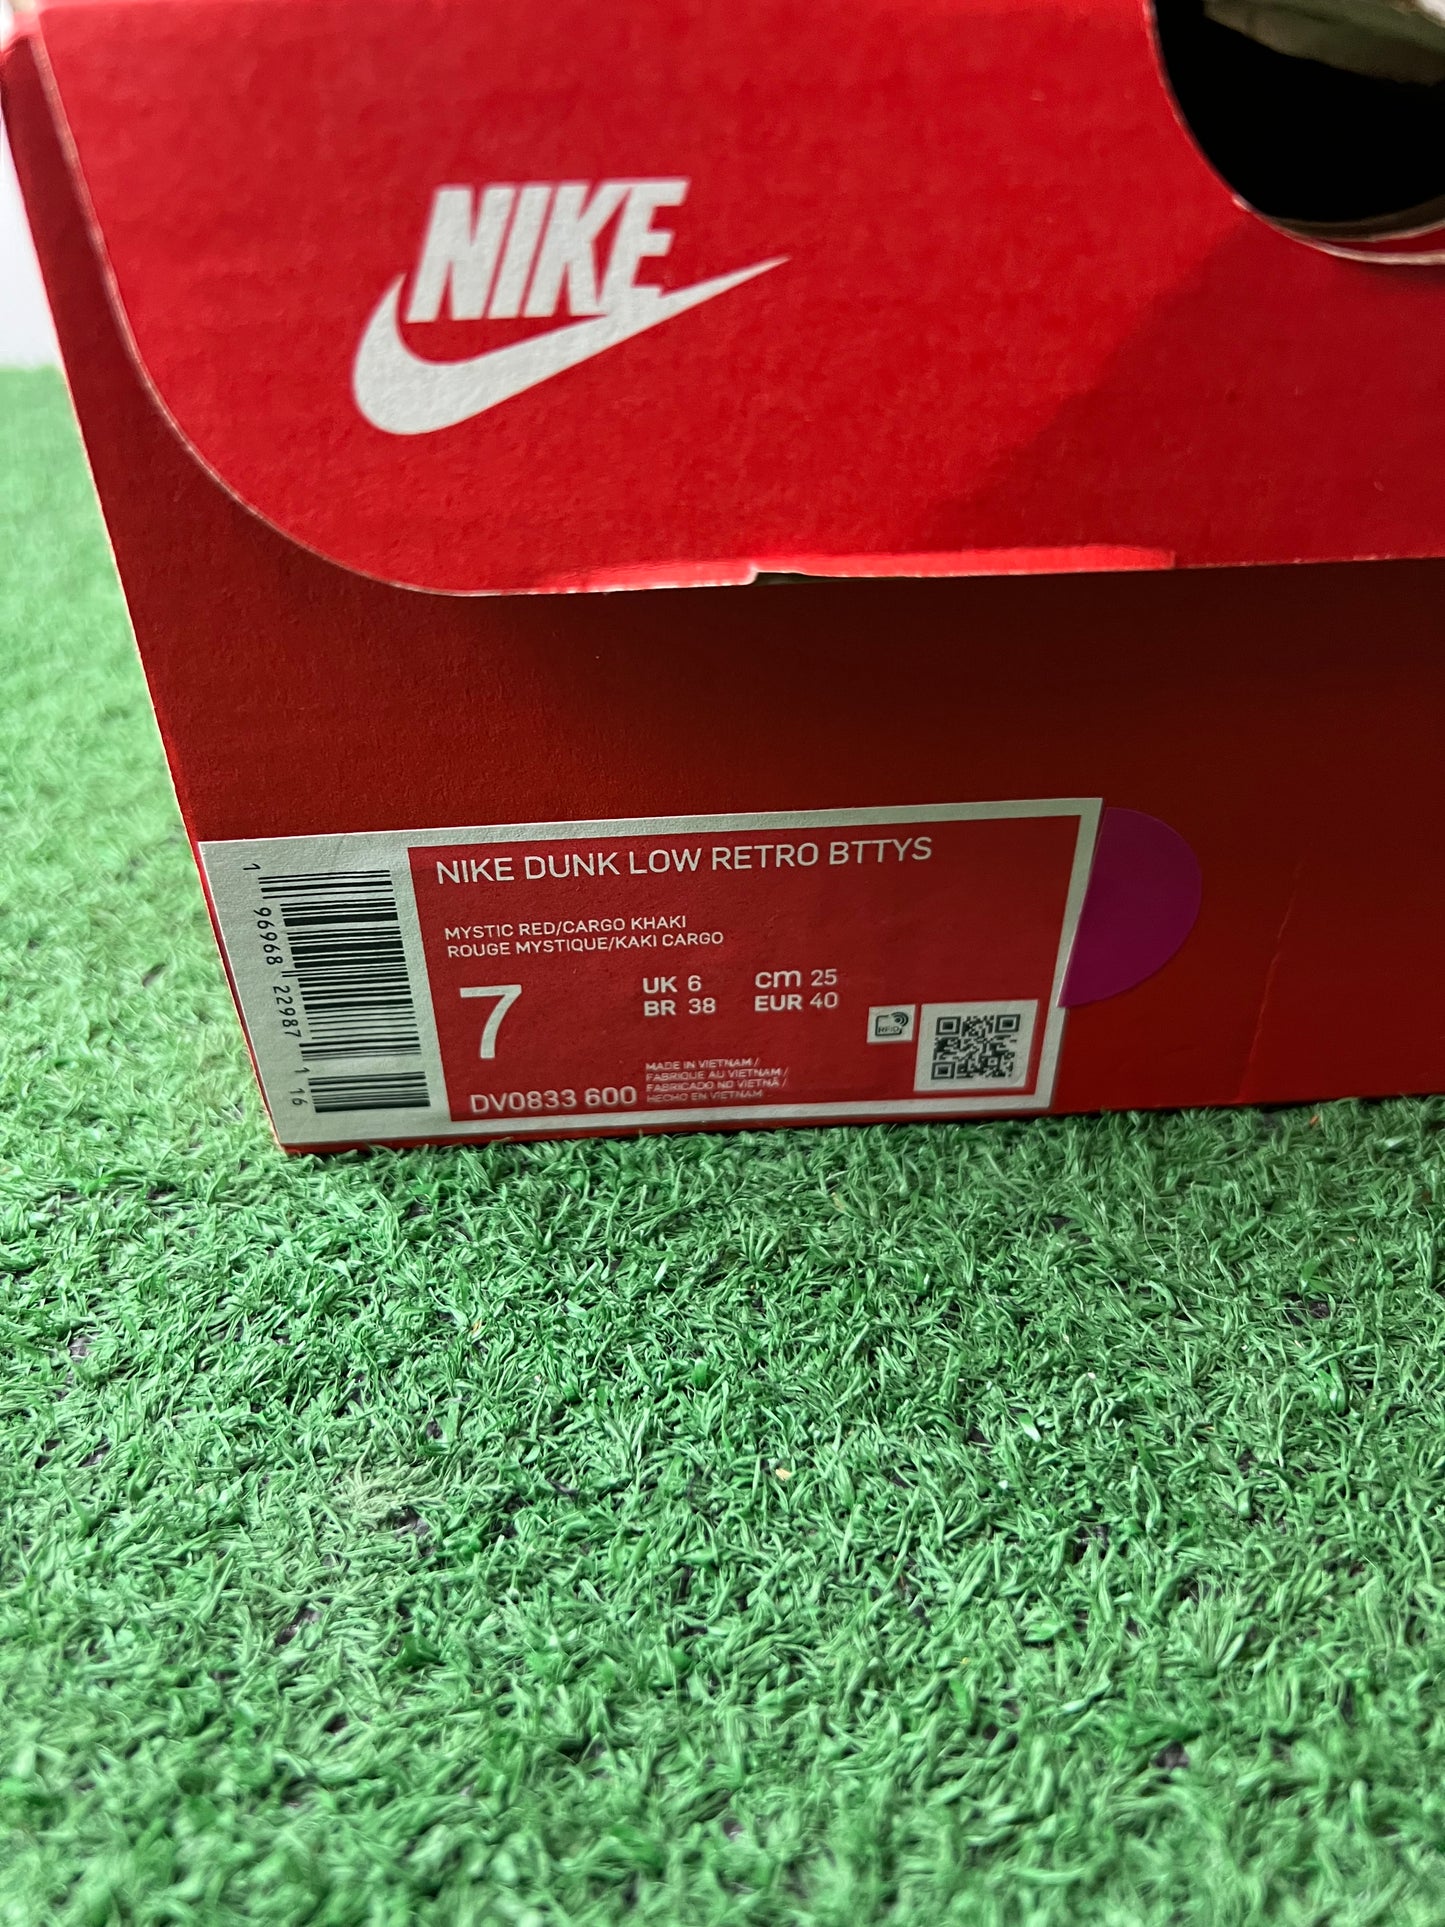 NIKE
NIKE DUNK LOW RETRO BTTYS
MYSTIC RED/CARGO KHAKI
ROUGE MYSTIQUE/KAKI CARGO
7
UK 6 cm 25
BR 38 EUR 40
RFID
DV0833 600
MADE IN VIETNAM /
FABRIQUE AU VIETNAM /
FABRICADO NO VIETNÃ /
HECHO EN VIETNAM
1 96968 22987 1 16